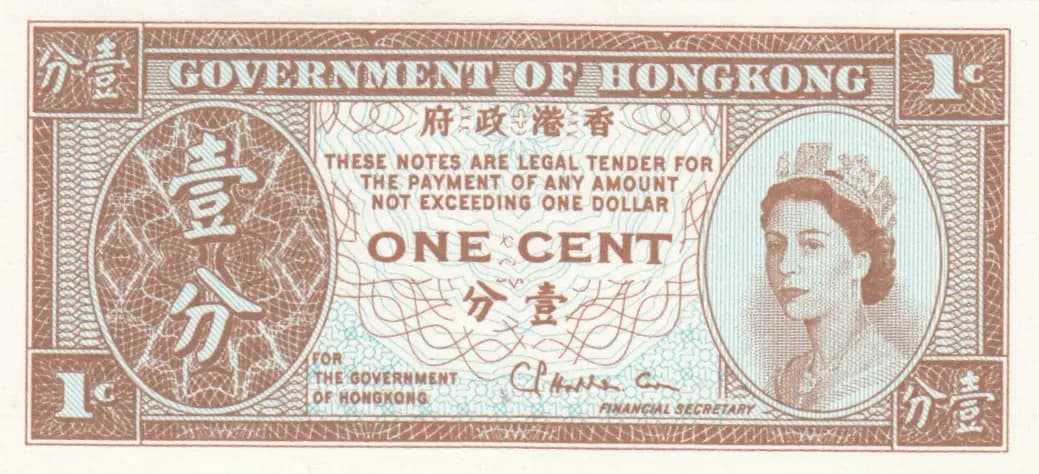 分壹
GOVERNMENT OF HONGKONG
1¢
府政港香
壹
分
THESE NOTES ARE LEGAL TENDER FOR
THE PAYMENT OF ANY AMOUNT
NOT EXCEEDING ONE DOLLAR
ONE CENT
分壹
FOR
THE GOVERNMENT
OF HONGKONG
FINANCIAL SECRETARY
1¢
分壹